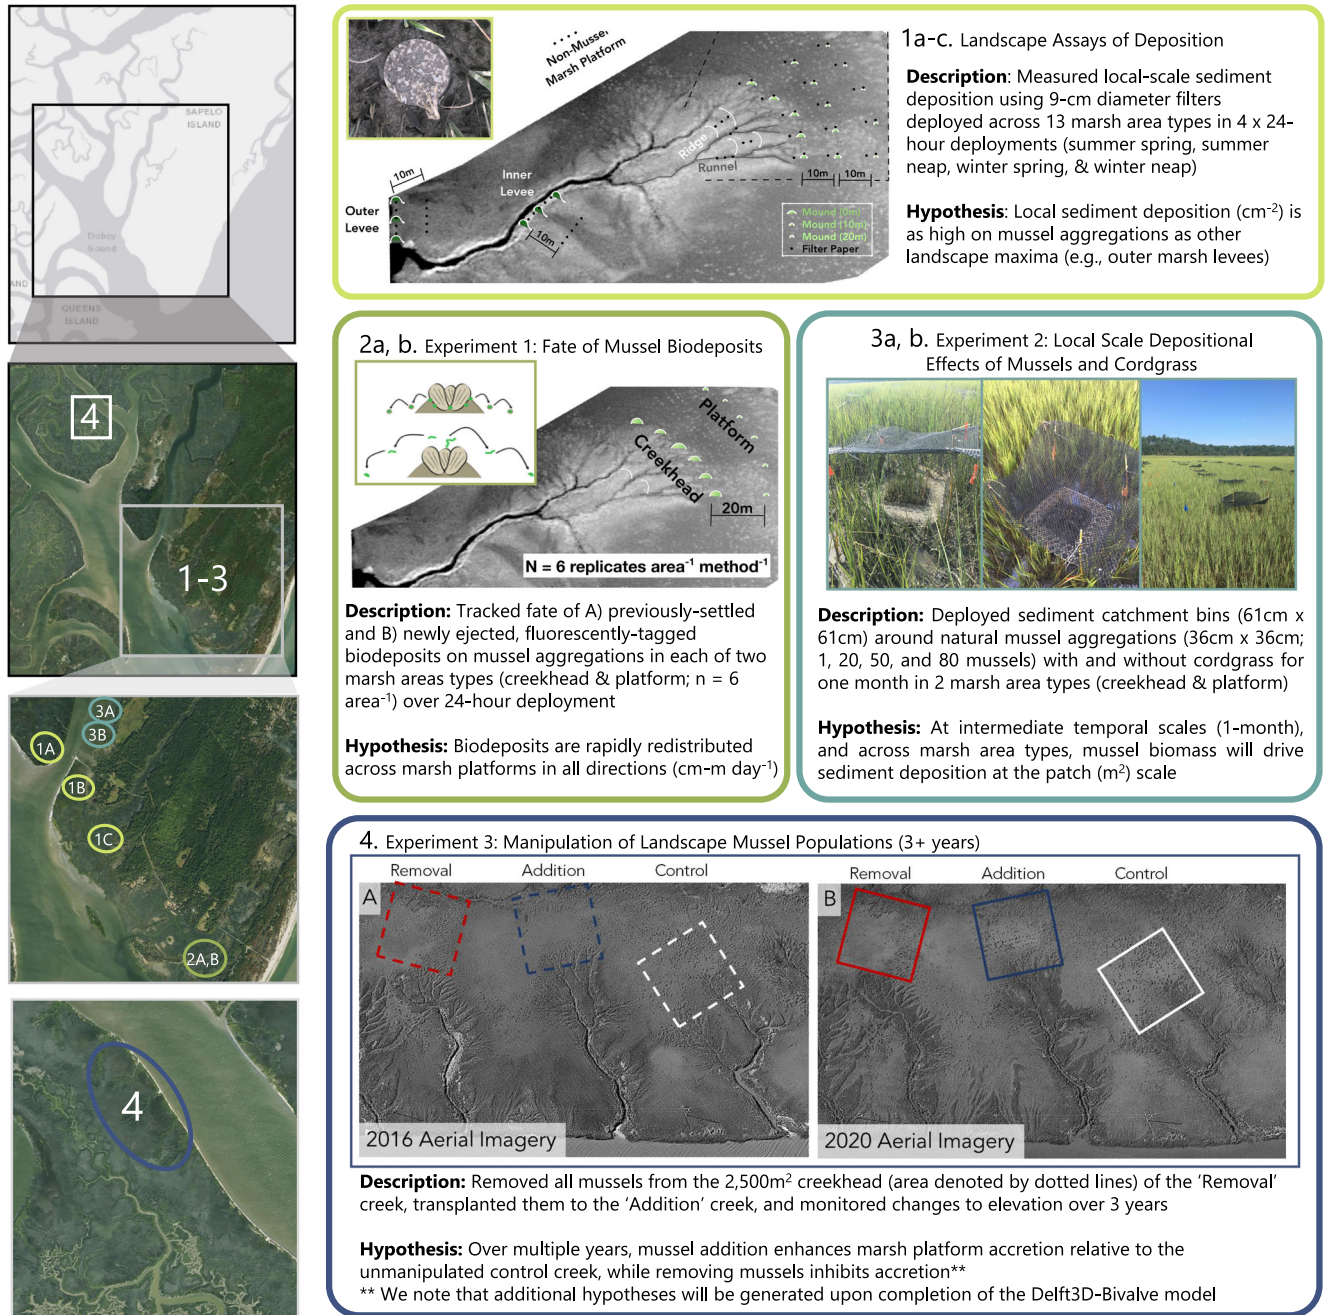 SAPELO
ISLAND
Doboy
Sound
AND
QUEENS
ISLAND
4
1-3
3A
3B
1A
1B
1C
2A,B
4
1a-c. Landscape Assays of Deposition
Description: Measured local-scale sediment
deposition using 9-cm diameter filters
deployed across 13 marsh area types in 4 x 24-
hour deployments (summer spring, summer
neap, winter spring, & winter neap)
Hypothesis: Local sediment deposition (cm⁻²) is
as high on mussel aggregations as other
landscape maxima (e.g., outer marsh levees)
Non-Mussel
Marsh Platform
10m
Outer
Levee
Inner
Levee
10m
Ridge
Runnel
10m 10m
Mound (0m)
Mound (10m)
Mound (20m)
Filter Paper
2a, b. Experiment 1: Fate of Mussel Biodeposits
Platform
Creekhead
20m
N = 6 replicates area⁻¹ method⁻¹
Description: Tracked fate of A) previously-settled
and B) newly ejected, fluorescently-tagged
biodeposits on mussel aggregations in each of two
marsh areas types (creekhead & platform; n = 6
area⁻¹) over 24-hour deployment
Hypothesis: Biodeposits are rapidly redistributed
across marsh platforms in all directions (cm-m day⁻¹)
3a, b. Experiment 2: Local Scale Depositional
Effects of Mussels and Cordgrass
Description: Deployed sediment catchment bins (61cm x
61cm) around natural mussel aggregations (36cm x 36cm;
1, 20, 50, and 80 mussels) with and without cordgrass for
one month in 2 marsh area types (creekhead & platform)
Hypothesis: At intermediate temporal scales (1-month),
and across marsh area types, mussel biomass will drive
sediment deposition at the patch (m²) scale
4. Experiment 3: Manipulation of Landscape Mussel Populations (3+ years)
Removal Addition Control
A
2016 Aerial Imagery
Removal Addition Control
B
2020 Aerial Imagery
Description: Removed all mussels from the 2,500m² creekhead (area denoted by dotted lines) of the ‘Removal’
creek, transplanted them to the ‘Addition’ creek, and monitored changes to elevation over 3 years
Hypothesis: Over multiple years, mussel addition enhances marsh platform accretion relative to the
unmanipulated control creek, while removing mussels inhibits accretion**
** We note that additional hypotheses will be generated upon completion of the Delft3D-Bivalve model